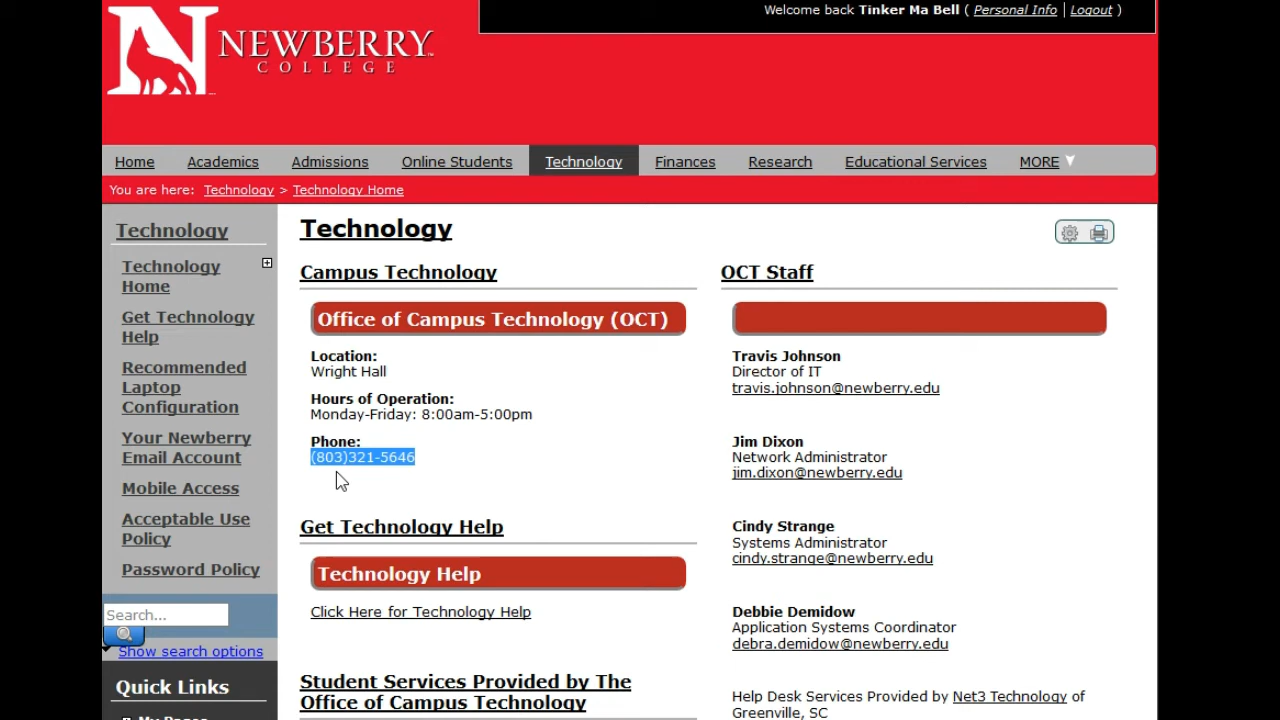 Welcome back Tinker Ma Bell ( Personal Info | Logout )
N NEWBERRY
COLLEGE
Home Academics Admissions Online Students Technology Finances Research Educational Services MORE
You are here: Technology > Technology Home
Technology
Technology
Home
Get Technology
Help
Recommended
Laptop
Configuration
Your Newberry
Email Account
Mobile Access
Acceptable Use
Policy
Password Policy
Search...
Show search options
Quick Links
My Pages
Technology
Campus Technology
Office of Campus Technology (OCT)
Location:
Wright Hall
Hours of Operation:
Monday-Friday: 8:00am-5:00pm
Phone:
(803)321-5646
Get Technology Help
Technology Help
Click Here for Technology Help
Student Services Provided by The
Office of Campus Technology
OCT Staff
Travis Johnson
Director of IT
travis.johnson@newberry.edu
Jim Dixon
Network Administrator
jim.dixon@newberry.edu
Cindy Strange
Systems Administrator
cindy.strange@newberry.edu
Debbie Demidow
Application Systems Coordinator
debra.demidow@newberry.edu
Help Desk Services Provided by Net3 Technology of
Greenville, SC